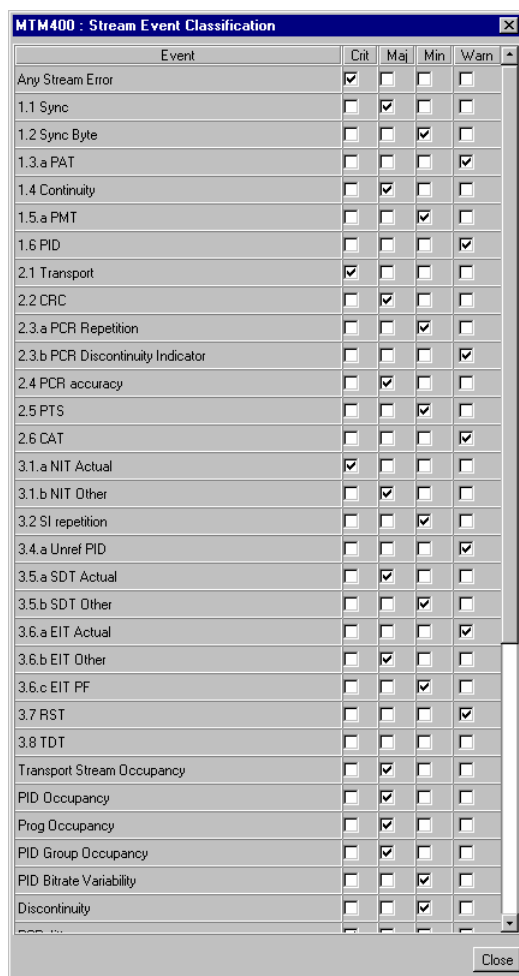 MTM400 : Stream Event Classification
Event Crit Maj Min Warn
Any Stream Error
1.1 Sync
1.2 Sync Byte
1.3.a PAT
1.4 Continuity
1.5.a PMT
1.6 PID
2.1 Transport
2.2 CRC
2.3.a PCR Repetition
2.3.b PCR Discontinuity Indicator
2.4 PCR accuracy
2.5 PTS
2.6 CAT
3.1.a NIT Actual
3.1.b NIT Other
3.2 SI repetition
3.4.a Unref PID
3.5.a SDT Actual
3.5.b SDT Other
3.6.a EIT Actual
3.6.b EIT Other
3.6.c EIT PF
3.7 RST
3.8 TDT
Transport Stream Occupancy
PID Occupancy
Prog Occupancy
PID Group Occupancy
PID Bitrate Variability
Discontinuity
Close